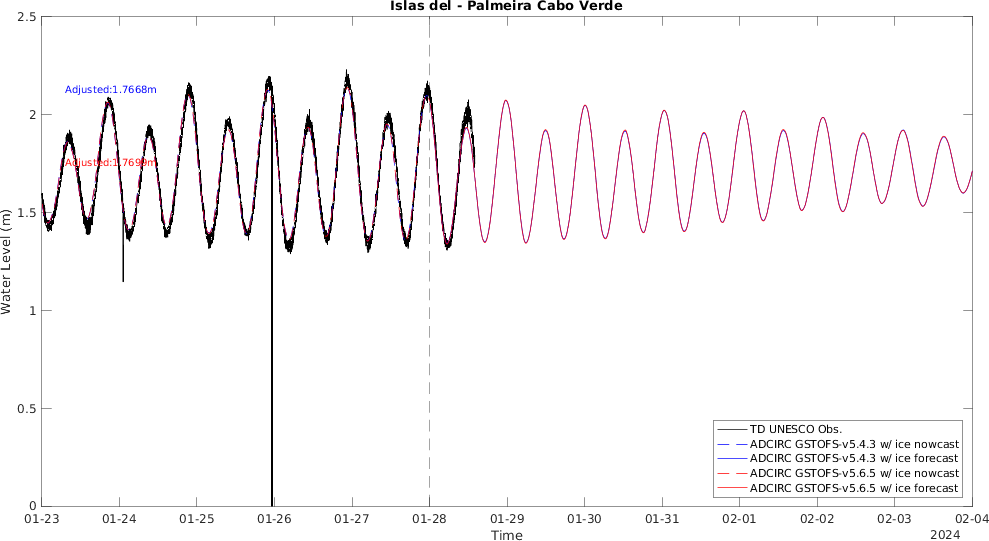 Islas del - Palmeira Cabo Verde
2.5
2
1.5
1
0.5
0
Water Level (m)
Adjusted:1.7668m
Adjusted:1.7699m
TD UNESCO Obs.
ADCIRC GSTOFS-v5.4.3 w/ ice nowcast
ADCIRC GSTOFS-v5.4.3 w/ ice forecast
ADCIRC GSTOFS-v5.6.5 w/ ice nowcast
ADCIRC GSTOFS-v5.6.5 w/ ice forecast
01-23 01-24 01-25 01-26 01-27 01-28 01-29 01-30 01-31 02-01 02-02 02-03 02-04
Time
2024